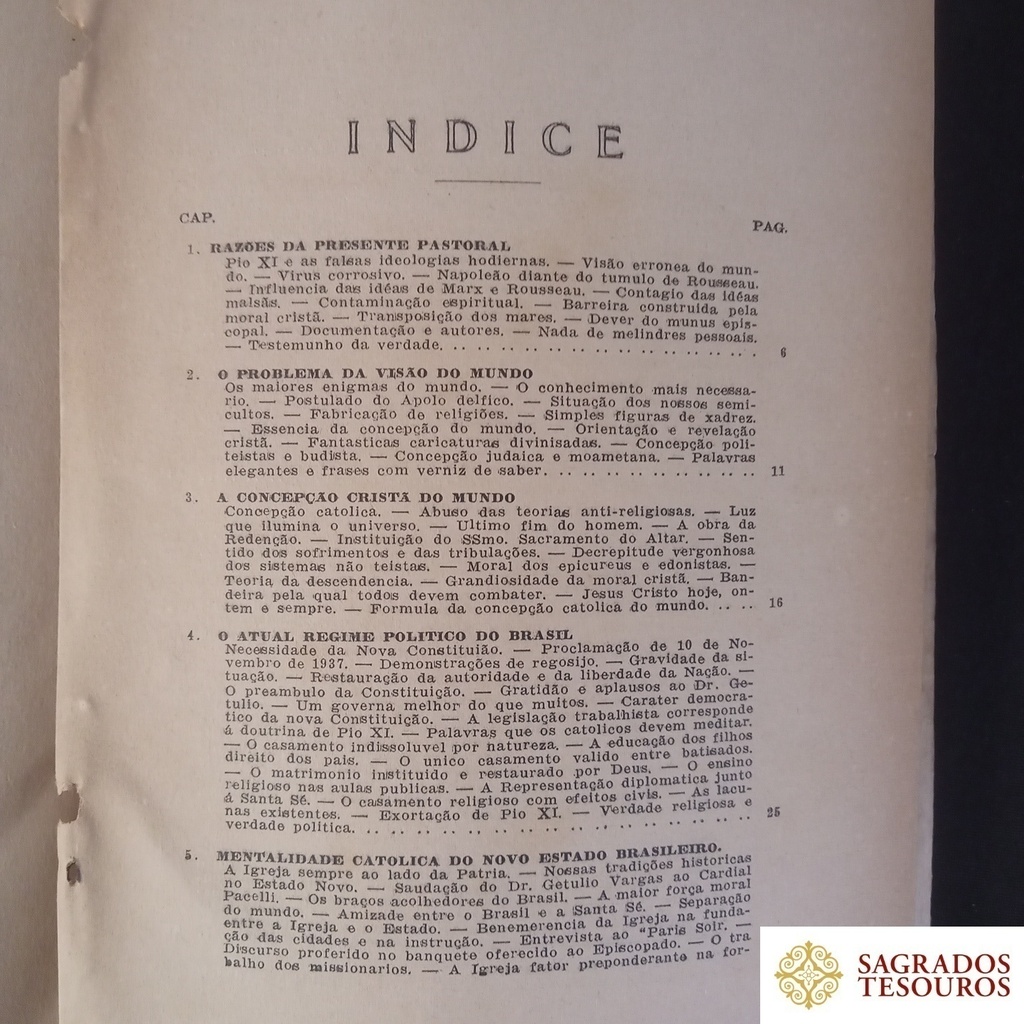 INDICE
CAP.
PAG.
1. RAZÕES DA PRESENTE PASTORAL
Pio XI e as falsas ideologias hodiernas. — Visão erronea do mun-
do. — Virus corrosivo. — Napoleão diante do tumulo de Rousseau.
— Influencia das idéas de Marx e Rousseau. — Contagio das idéas
malsãs. — Contaminação espiritual. — Barreira construida pela
moral cristã. — Transposição dos mares. — Dever do munus epis-
copal. — Documentação e autores. — Nada de melindres pessoais.
— Testemunho da verdade. .. .. .. .. .. .. .. .. .. .. .. .. 6
2. O PROBLEMA DA VISÃO DO MUNDO
Os maiores enigmas do mundo. — O conhecimento mais necessa-
rio. — Postulado do Apolo delfico. — Situação dos nossos semi-
cultos. — Fabricação de religiões. — Simples figuras de xadrez.
— Essencia da concepção do mundo. — Orientação e revelação
cristã. — Fantasticas caricaturas divinisadas. — Concepção poli-
teistas e budista. — Concepção judaica e moametana. — Palavras
elegantes e frases com verniz de saber. .. .. .. .. .. .. .. .. 11
3. A CONCEPÇÃO CRISTÃ DO MUNDO
Concepção catolica. — Abuso das teorias anti-religiosas. — Luz
que ilumina o universo. — Ultimo fim do homem. — A obra da
Redenção. — Instituição do SSmo. Sacramento do Altar. — Sen-
tido dos sofrimentos e das tribulações. — Decrepitude vergonhosa
dos sistemas não teistas. — Moral dos epicureus e edonistas. —
Teoria da descendencia. — Grandiosidade da moral cristã. — Ban-
deira pela qual todos devem combater. — Jesus Cristo hoje, on-
tem e sempre. — Formula da concepção catolica do mundo. .. .. 16
4. O ATUAL REGIME POLITICO DO BRASIL
Necessidade da Nova Constituião. — Proclamação de 10 de No-
vembro de 1937. — Demonstrações de regosijo. — Gravidade da si-
tuação. — Restauração da autoridade e da liberdade da Nação. —
O preambulo da Constituição. — Gratidão e aplausos ao Dr. Ge-
tulio. — Um governa melhor do que muitos. — Carater democra-
tico da nova Constituição. — A legislação trabalhista corresponde
á doutrina de Pio XI. — Palavras que os catolicos devem meditar.
— O casamento indissoluvel por natureza. — A educação dos filhos
direito dos pais. — O unico casamento valido entre batisados.
— O matrimonio instituido e restaurado por Deus. — O ensino
religioso nas aulas publicas. — A Representação diplomatica junto
á Santa Sé. — O casamento religioso com efeitos civis. — As lacu-
nas existentes. — Exortação de Pio XI. — Verdade religiosa e
verdade politica. .. .. .. .. .. .. .. .. .. .. .. .. .. .. .. 25
5. MENTALIDADE CATOLICA DO NOVO ESTADO BRASILEIRO.
A Igreja sempre ao lado da Patria. — Nossas tradições historicas
no Estado Novo. — Saudação do Dr. Getulio Vargas ao Cardial
Pacelli. — Os braços acolhedores do Brasil. — A maior força moral
do mundo. — Amizade entre o Brasil e a Santa Sé. — Separação
entre a Igreja e o Estado. — Benemerencia da Igreja na funda-
ção das cidades e na instrução. — Entrevista ao "Paris Soir. —
Discurso proferido no banquete oferecido ao Episcopado. — O tra
balho dos missionarios. — A Igreja fator preponderante na for-
SAGRADOS
TESOUROS